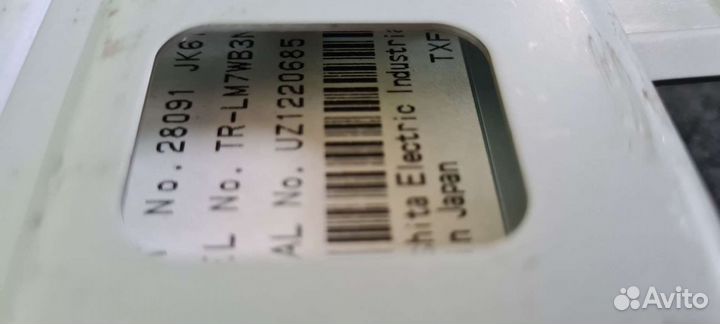 No.28091 JK6
L No. TR-LM7WB3N
AL No. UZ1220685
hita Electric Industri
n Japan TXF
Avito